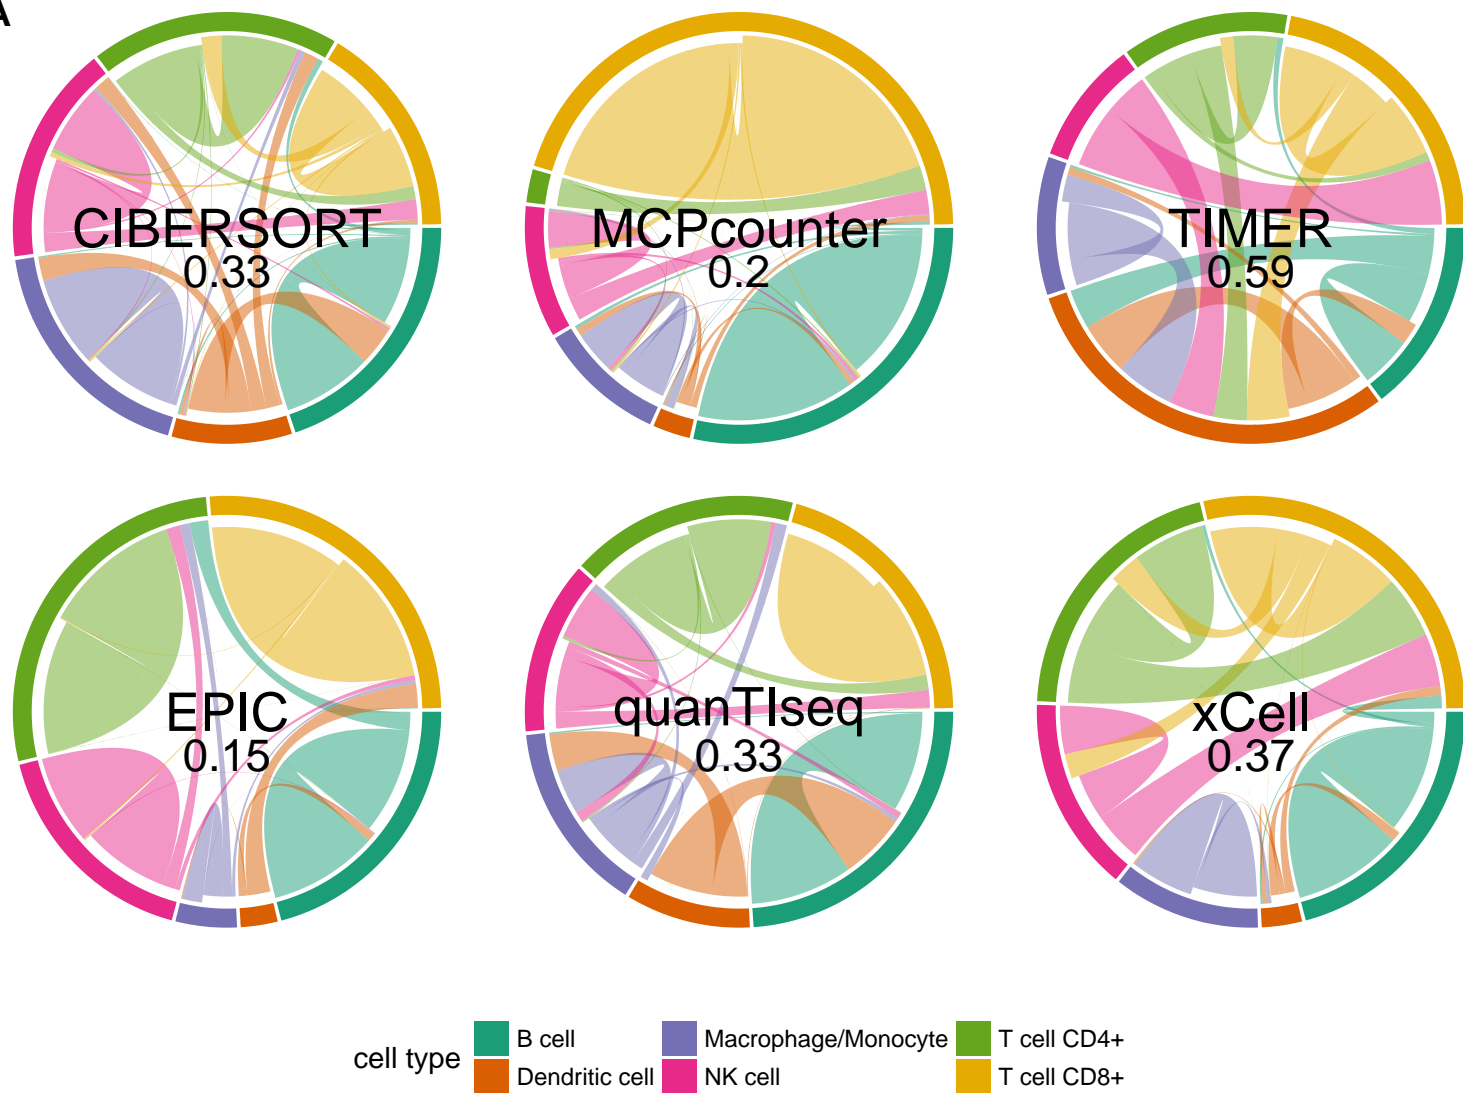 A
CIBERSORT
0.33
MCPcounter
0.2
TIMER
0.59
EPIC
0.15
quanTIseq
0.33
xCell
0.37
cell type
B cell
Macrophage/Monocyte
T cell CD4+
Dendritic cell
NK cell
T cell CD8+